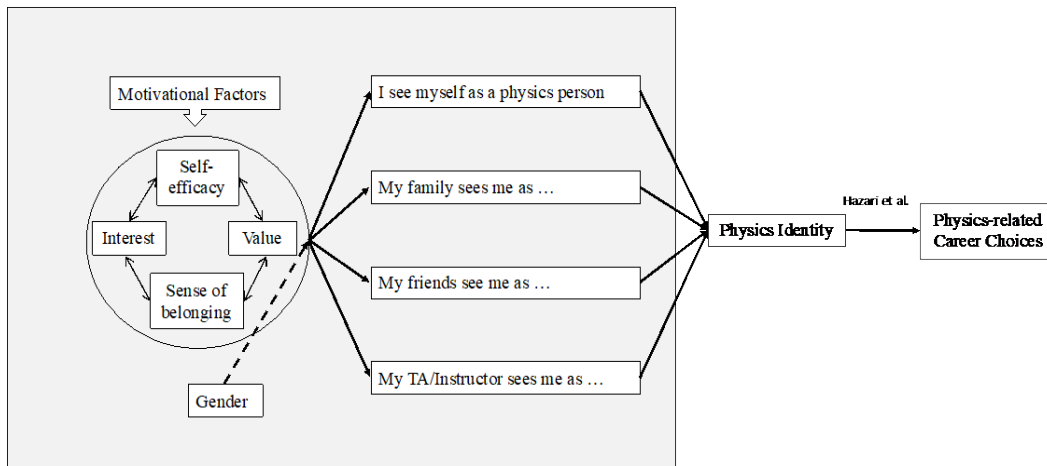 Motivational Factors
Self-
efficacy
Interest
Value
Sense of
belonging
Gender
I see myself as a physics person
My family sees me as …
My friends see me as …
My TA/Instructor sees me as …
Physics Identity
Hazari et al.
Physics-related
Career Choices